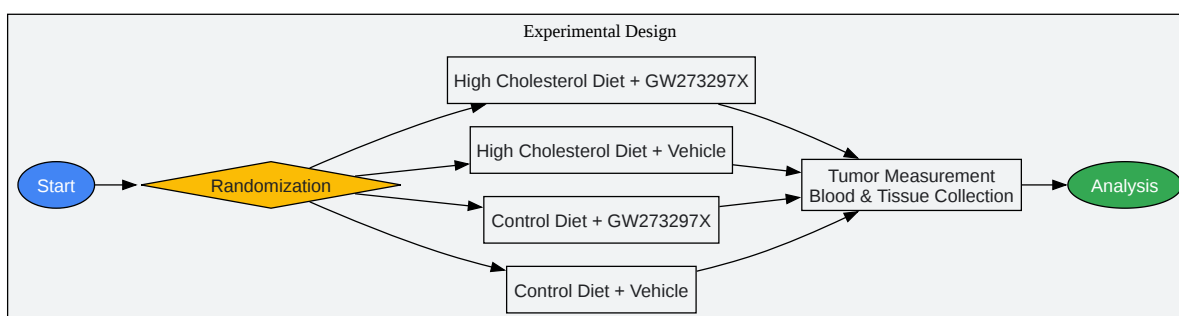 Experimental Design
Start
Randomization
High Cholesterol Diet + GW273297X
High Cholesterol Diet + Vehicle
Control Diet + GW273297X
Control Diet + Vehicle
Tumor Measurement
Blood & Tissue Collection
Analysis